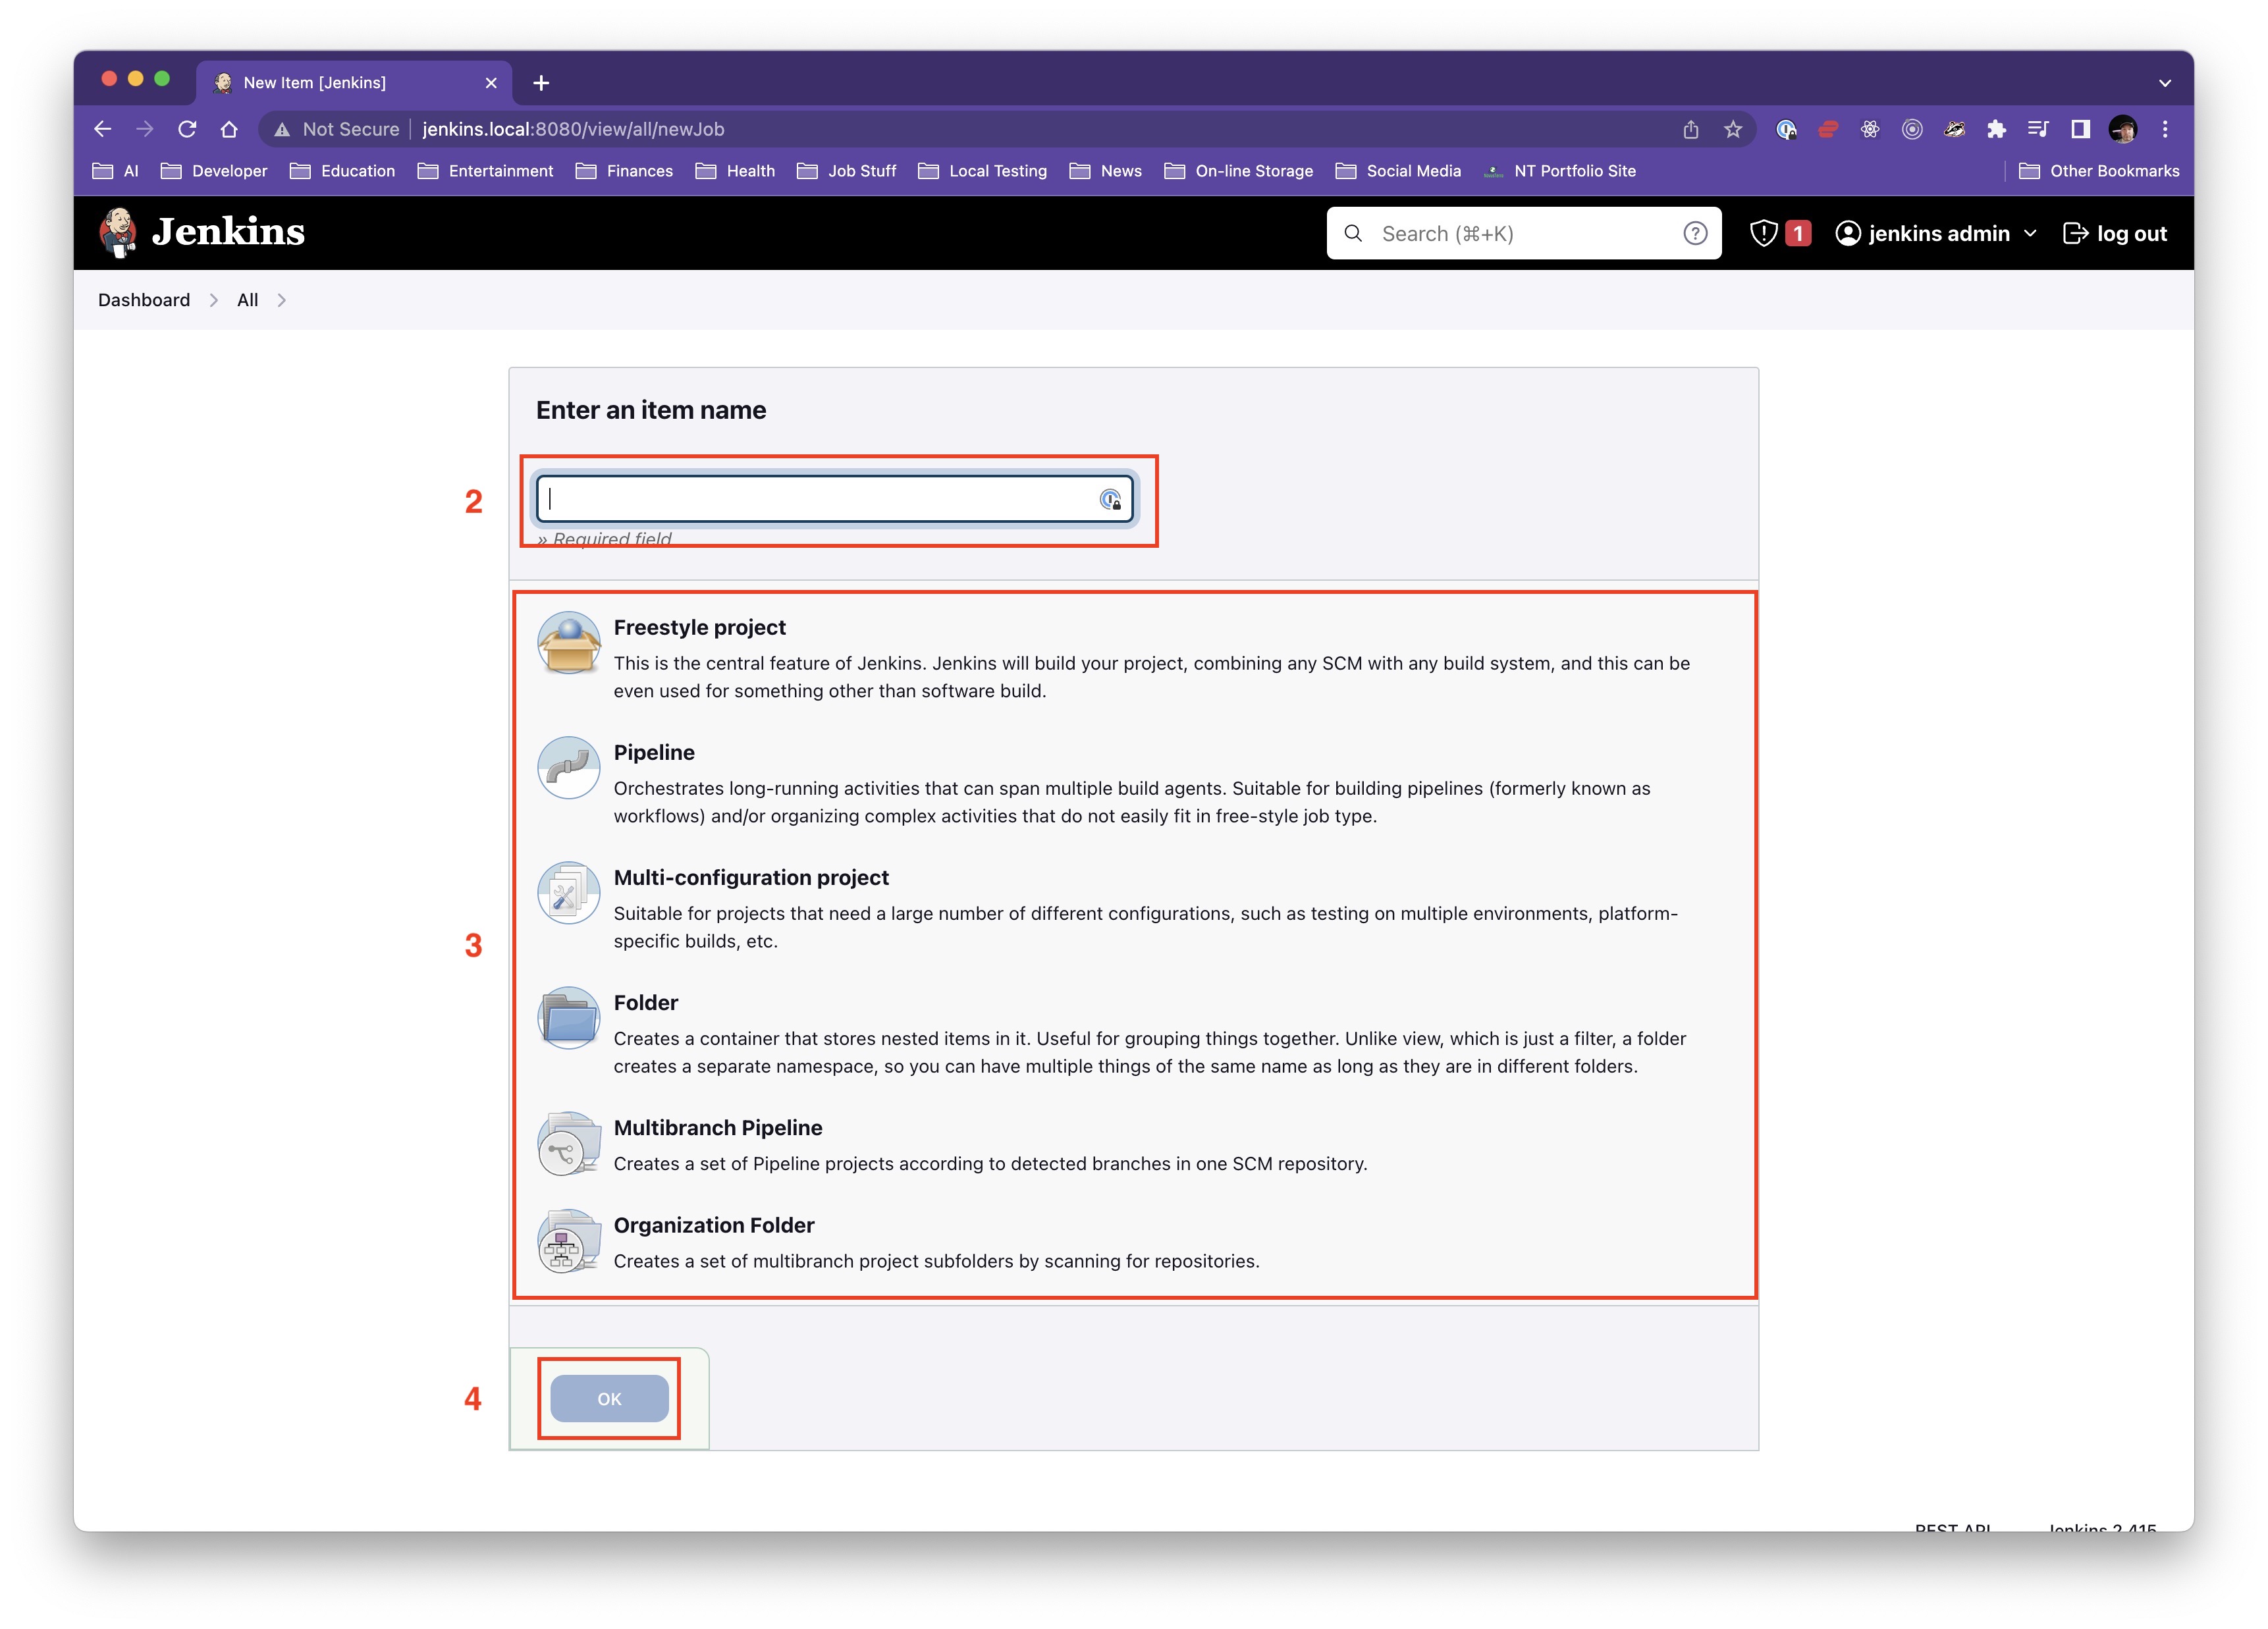 New Item [Jenkins]
Not Secure jenkins.local:8080/view/all/newJob
AI Developer Education Entertainment Finances Health Job Stuff Local Testing News On-line Storage Social Media NT Portfolio Site Other Bookmarks
Jenkins Search (⌘+K) 1 jenkins admin log out
Dashboard All
Enter an item name
2
» Required field
Freestyle project
This is the central feature of Jenkins. Jenkins will build your project, combining any SCM with any build system, and this can be
even used for something other than software build.
Pipeline
Orchestrates long-running activities that can span multiple build agents. Suitable for building pipelines (formerly known as
workflows) and/or organizing complex activities that do not easily fit in free-style job type.
Multi-configuration project
Suitable for projects that need a large number of different configurations, such as testing on multiple environments, platform-
specific builds, etc.
3
Folder
Creates a container that stores nested items in it. Useful for grouping things together. Unlike view, which is just a filter, a folder
creates a separate namespace, so you can have multiple things of the same name as long as they are in different folders.
Multibranch Pipeline
Creates a set of Pipeline projects according to detected branches in one SCM repository.
Organization Folder
Creates a set of multibranch project subfolders by scanning for repositories.
4
OK
REST API Jenkins 2.415